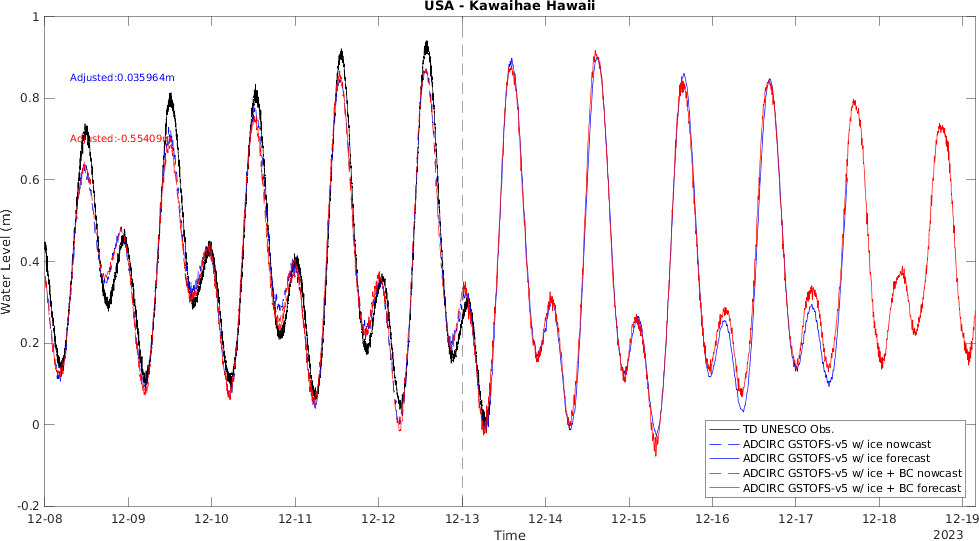 USA - Kawaihae Hawaii
1
0.8
0.6
0.4
0.2
0
-0.2
Water Level (m)
Adjusted:0.035964m
Adjusted:-0.55409m
TD UNESCO Obs.
ADCIRC GSTOFS-v5 w/ ice nowcast
ADCIRC GSTOFS-v5 w/ ice forecast
ADCIRC GSTOFS-v5 w/ ice + BC nowcast
ADCIRC GSTOFS-v5 w/ ice + BC forecast
12-08 12-09 12-10 12-11 12-12 12-13 12-14 12-15 12-16 12-17 12-18 12-19
Time
2023